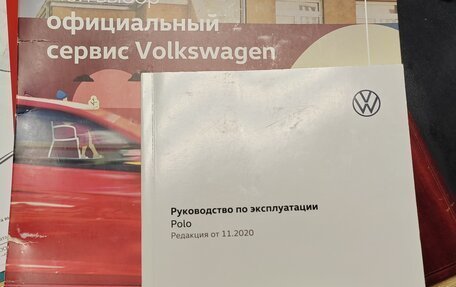 официальный
сервис Volkswagen
Руководство по эксплуатации
Polo
Редакция от 11.2020